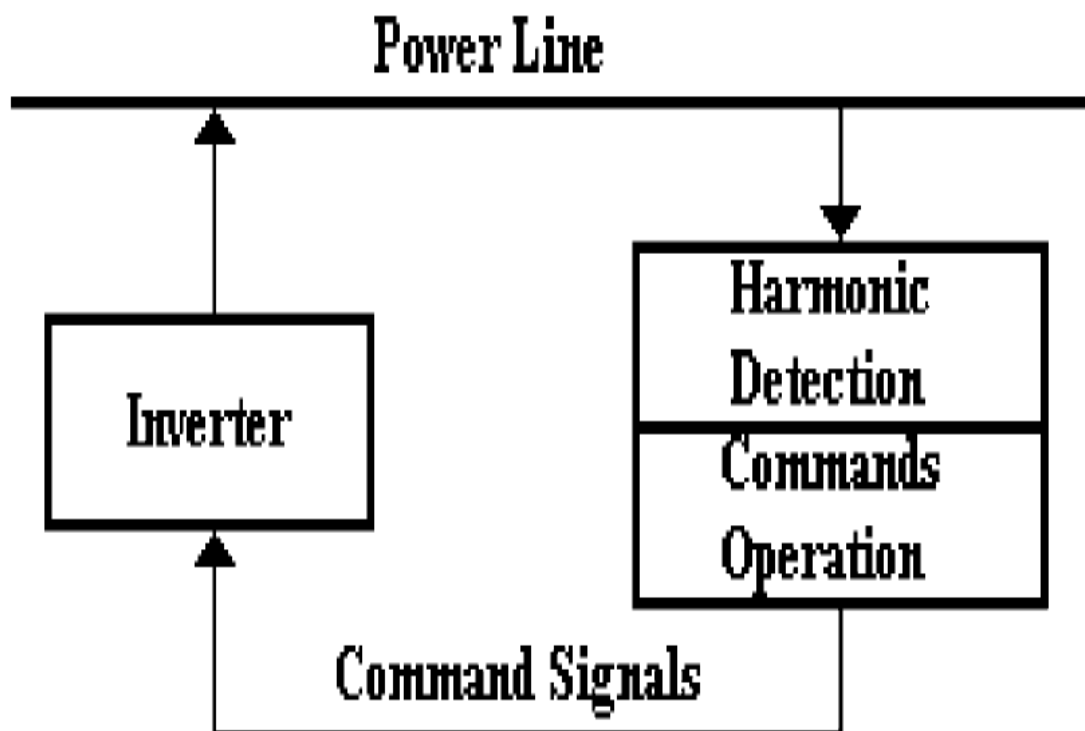 Power Line
Harmonic
Detection
Inverter
Commands
Operation
Command Signals